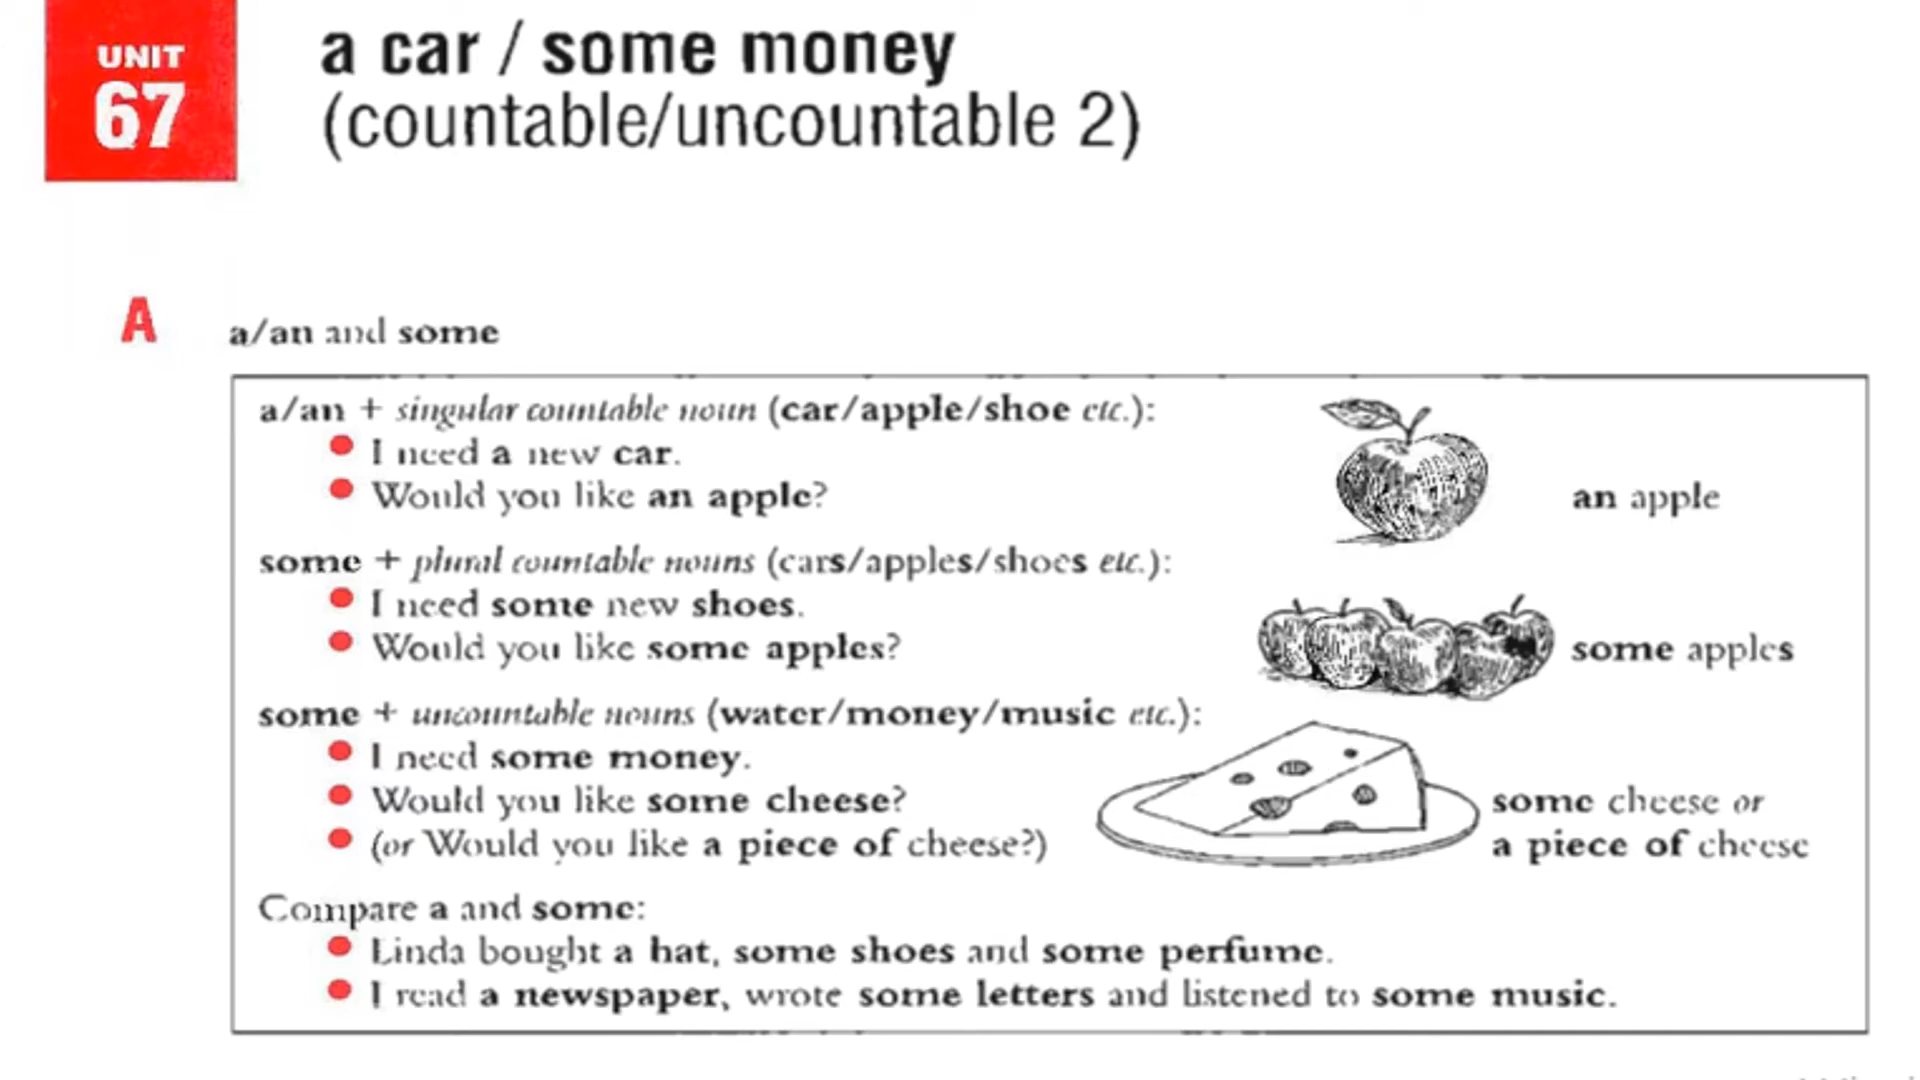 UNIT
67
a car / some money
(countable/uncountable 2)
A
a/an and some
a/an + singular countable noun (car/apple/shoe etc.):
I need a new car.
Would you like an apple?
an apple
some + plural countable nouns (cars/apples/shoes etc.):
I need some new shoes.
Would you like some apples?
some apples
some + uncountable nouns (water/money/music etc.):
I need some money.
Would you like some cheese?
(or Would you like a piece of cheese?)
some cheese or
a piece of cheese
Compare a and some:
Linda bought a hat, some shoes and some perfume.
I read a newspaper, wrote some letters and listened to some music.